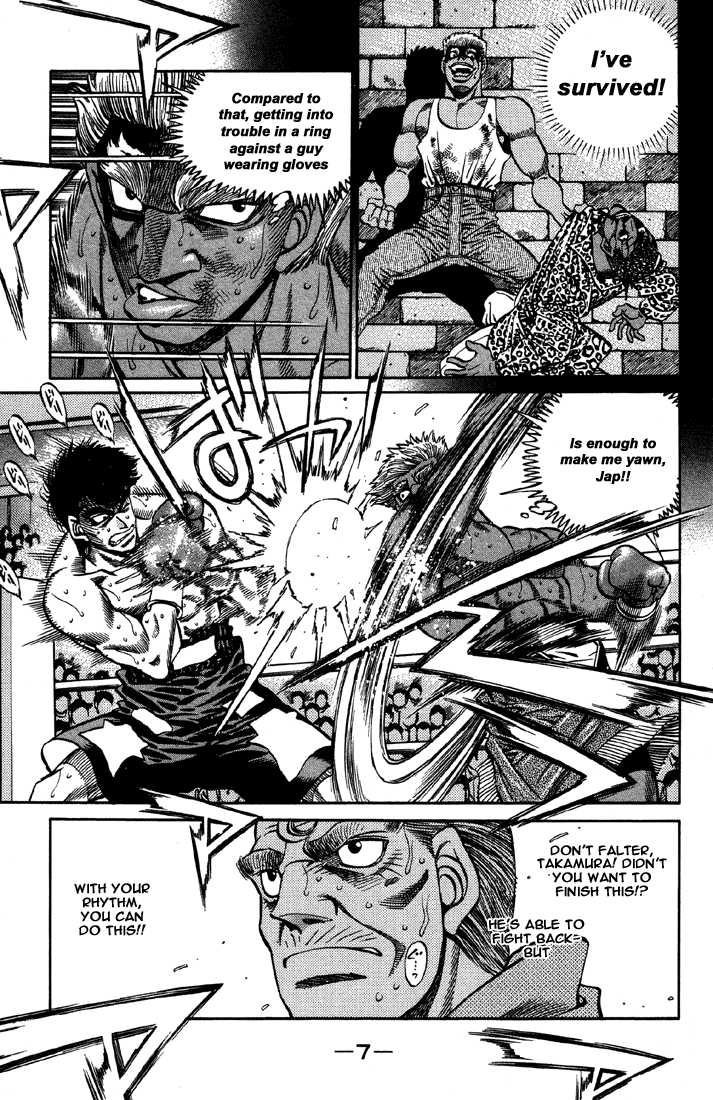 I've
survived!
Compared to
that, getting into
trouble in a ring
against a guy
wearing gloves
Is enough to
make me yawn,
Jap!!
DON'T FALTER,
TAKAMURA! DIDN'T
YOU WANT TO
FINISH THIS!?
HE'S ABLE TO
FIGHT BACK-
BUT
WITH YOUR
RHYTHM,
YOU CAN
DO THIS!!
—7—